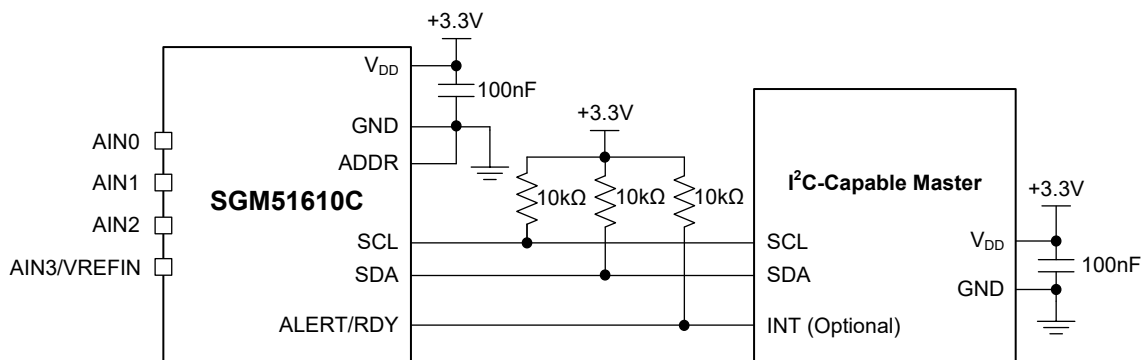 +3.3V
VDD
100nF
GND
ADDR
AIN0
AIN1
AIN2
AIN3/VREFIN
SGM51610C
SCL
SDA
ALERT/RDY
+3.3V
10kΩ
10kΩ
10kΩ
I²C-Capable Master
SCL
SDA
INT (Optional)
+3.3V
VDD
100nF
GND